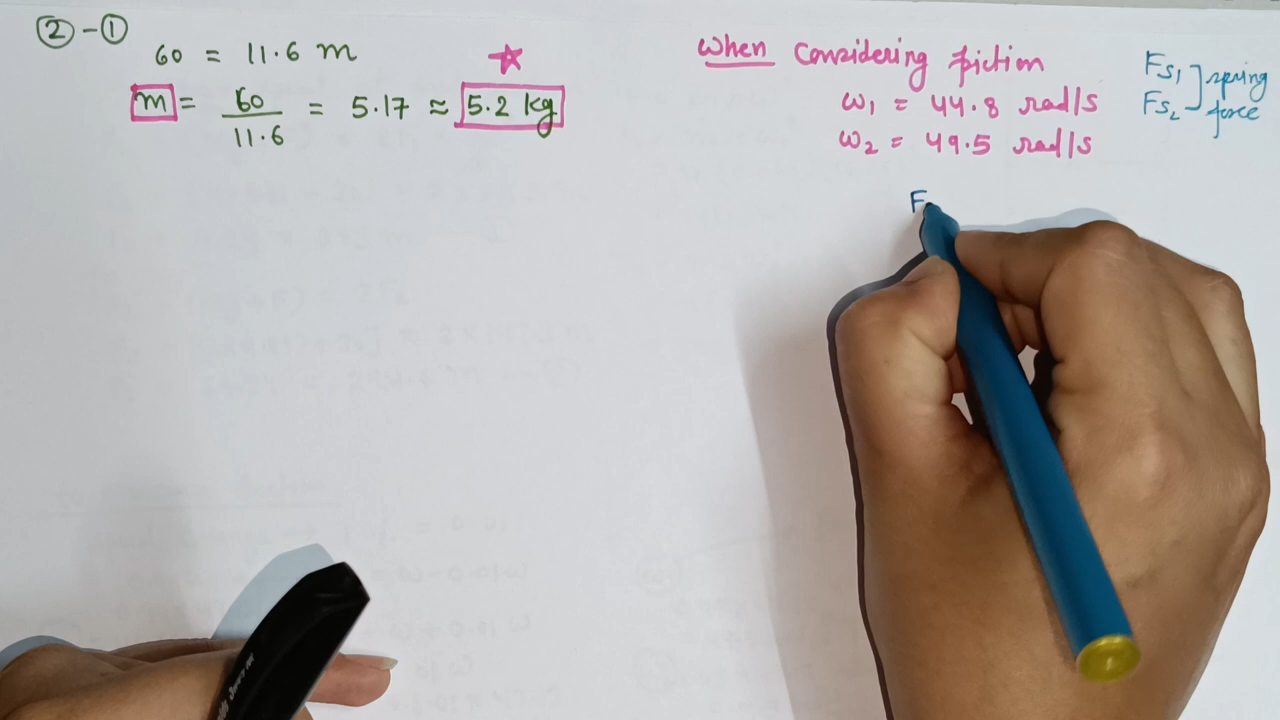 ② - ①
60 = 11.6 m
m = 60/11.6 = 5.17 ≈ 5.2 kg
When Considering friction
ω₁ = 44.8 rad/s
ω₂ = 49.5 rad/s
Fs₁
Fs₂
spring
force
F